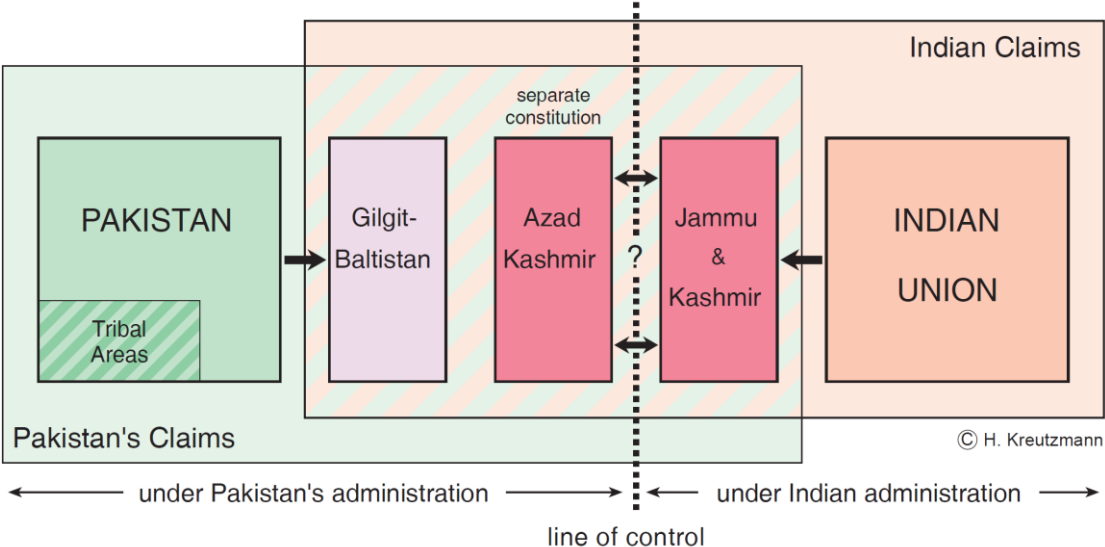 Indian Claims
separate
constitution
PAKISTAN
Tribal
Areas
Gilgit-
Baltistan
Azad
Kashmir
?
Jammu
&
Kashmir
INDIAN
UNION
Pakistan's Claims
© H. Kreutzmann
under Pakistan's administration
under Indian administration
line of control